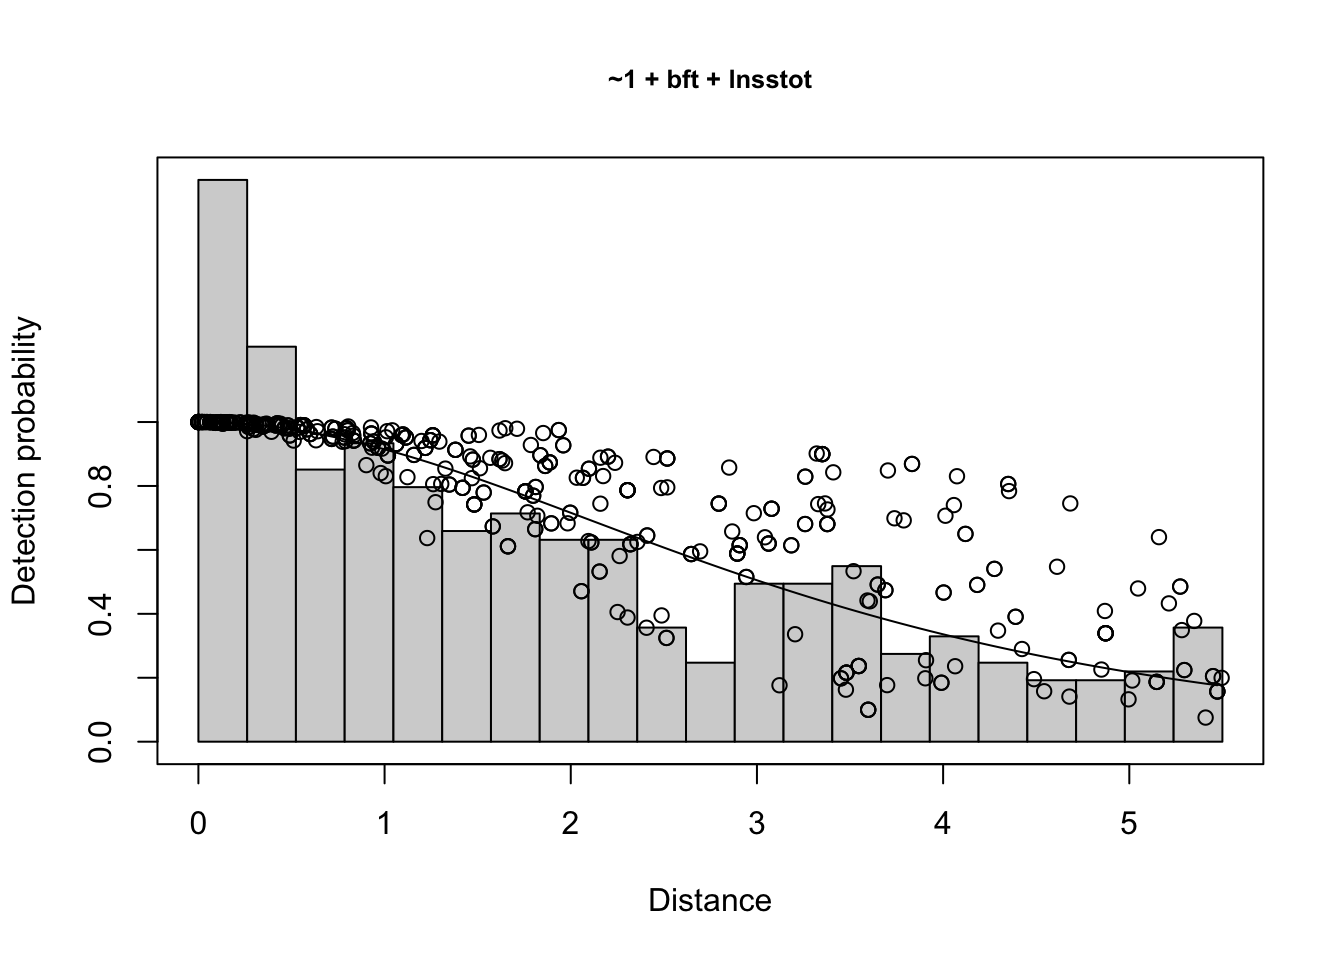 ~1 + bft + lnsstot
Detection probability
0.8
0.4
0.0
0 1 2 3 4 5
Distance